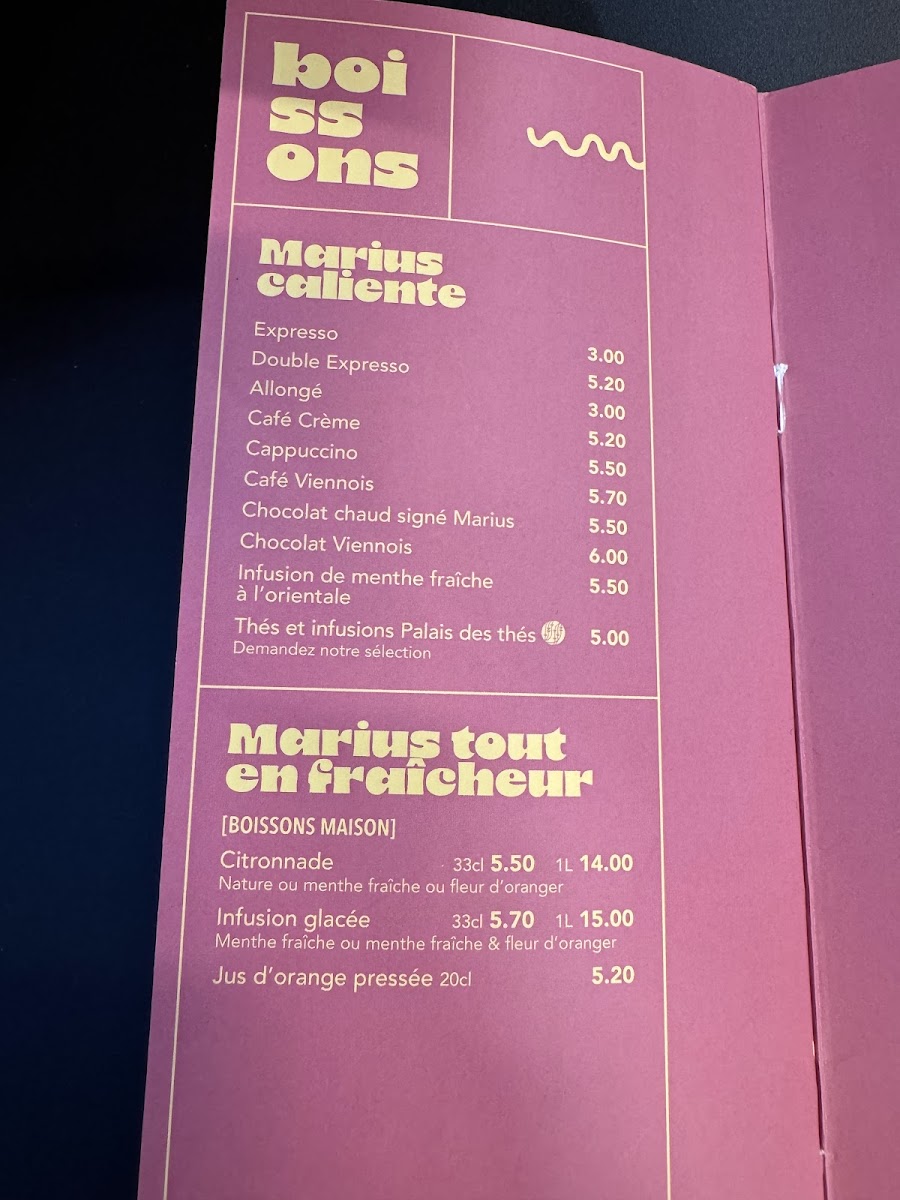 boi
ss
ons
Marius
caliente
Expresso 3.00
Double Expresso 5.20
Allongé 3.00
Café Crème 5.20
Cappuccino 5.50
Café Viennois 5.70
Chocolat chaud signé Marius 5.50
Chocolat Viennois 6.00
Infusion de menthe fraîche 5.50
à l'orientale
Thés et infusions Palais des thés 5.00
Demandez notre sélection
Marius tout
en fraîcheur
[BOISSONS MAISON]
Citronnade 33cl 5.50 1L 14.00
Nature ou menthe fraîche ou fleur d'oranger
Infusion glacée 33cl 5.70 1L 15.00
Menthe fraîche ou menthe fraîche & fleur d'oranger
Jus d'orange pressée 20cl 5.20